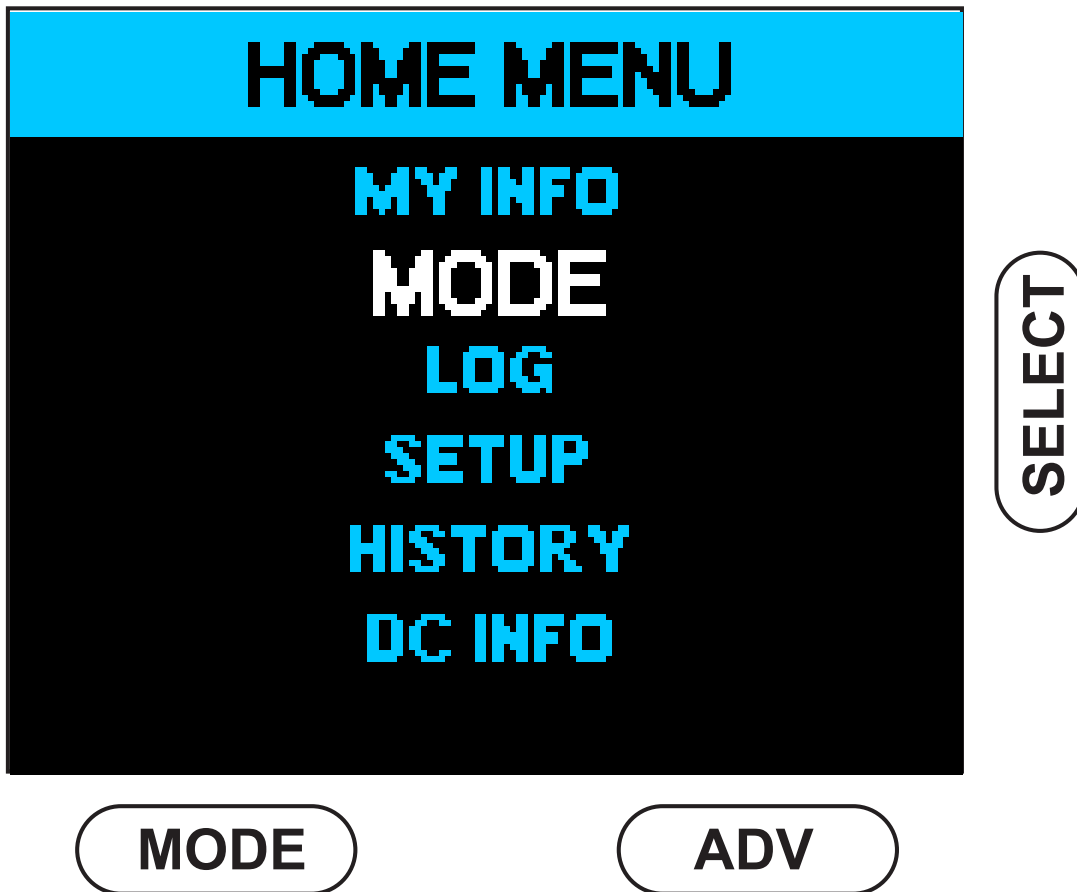 HOME MENU
MY INFO
MODE
LOG
SETUP
HISTORY
DC INFO
SELECT
MODE
ADV